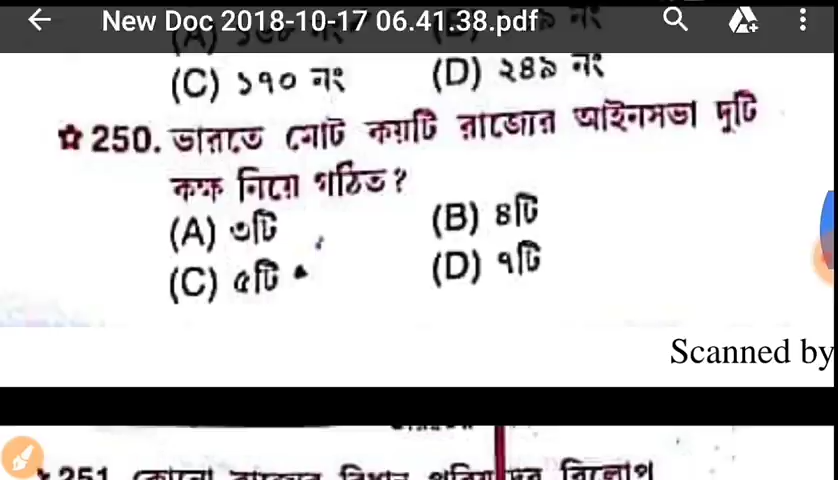 New Doc 2018-10-17 06.41.38.pdf
(C) ১৭০ নং (D) ২৪৯ নং
250. ভারতে মোট কয়টি রাজ্যের আইনসভা দুটি
কক্ষ নিয়ে গঠিত?
(A) ৩টি (B) ৪টি
(C) ৫টি (D) ৭টি
Scanned by
251